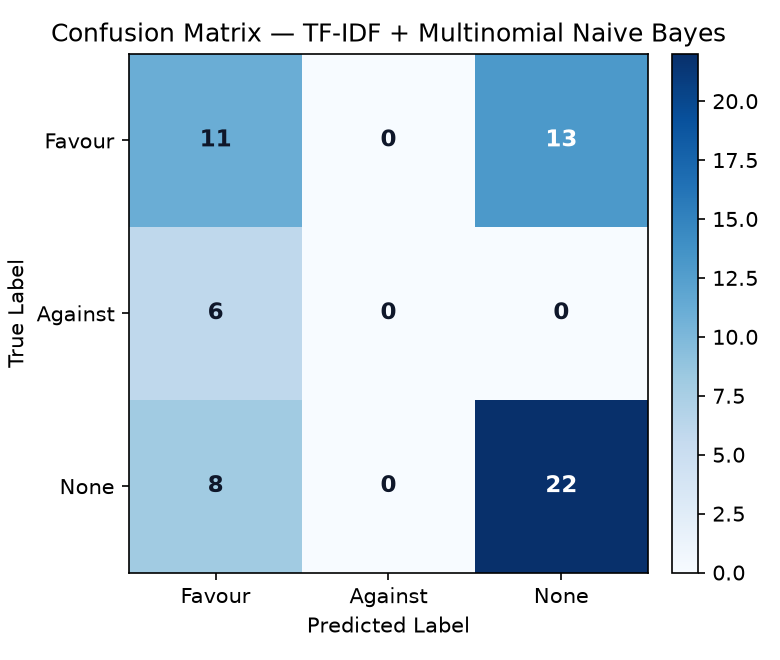 Confusion Matrix — TF-IDF + Multinomial Naive Bayes
Favour 11 0 13
Against 6 0 0
None 8 0 22
True Label
Favour Against None
Predicted Label
20.0
17.5
15.0
12.5
10.0
7.5
5.0
2.5
0.0